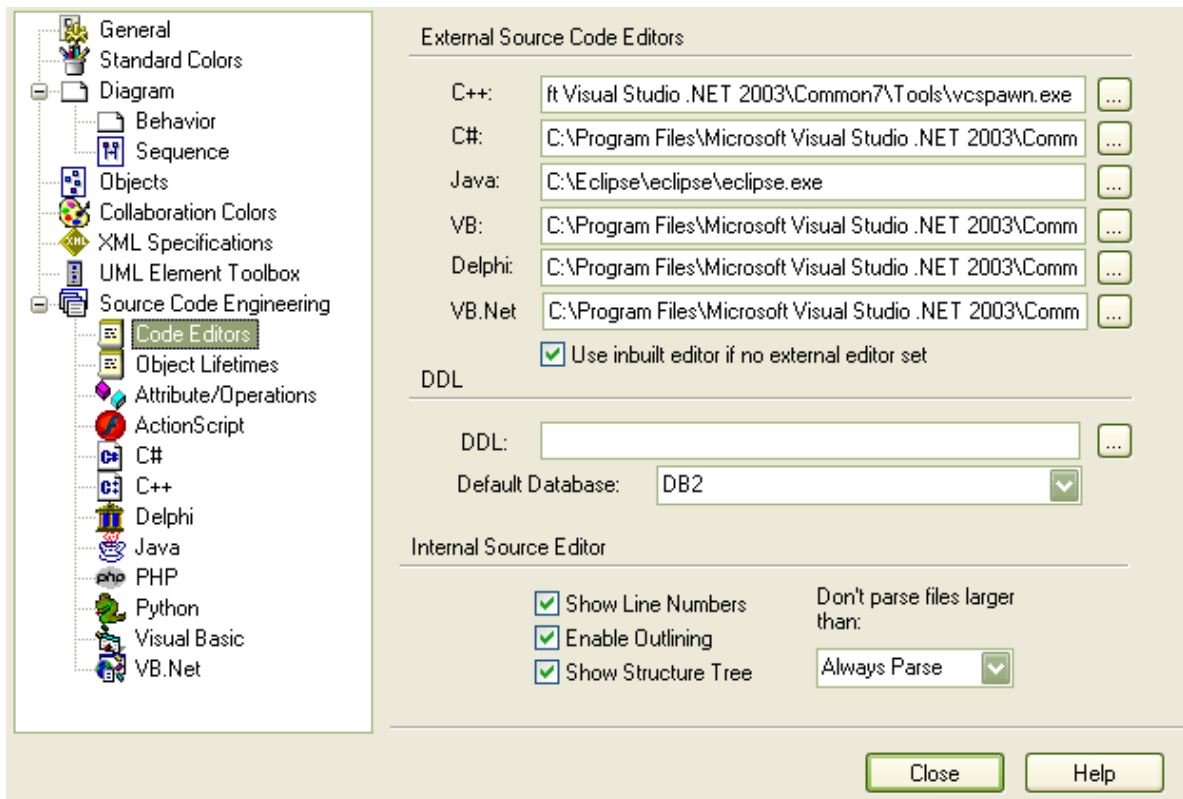 General
Standard Colors
Diagram
Behavior
Sequence
Objects
Collaboration Colors
XML Specifications
UML Element Toolbox
Source Code Engineering
Code Editors
Object Lifetimes
Attribute/Operations
ActionScript
C#
C++
Delphi
Java
PHP
Python
Visual Basic
VB.Net
External Source Code Editors
C++: ft Visual Studio .NET 2003\Common7\Tools\vcspawn.exe ...
C#: C:\Program Files\Microsoft Visual Studio .NET 2003\Comm ...
Java: C:\Eclipse\eclipse\eclipse.exe ...
VB: C:\Program Files\Microsoft Visual Studio .NET 2003\Comm ...
Delphi: C:\Program Files\Microsoft Visual Studio .NET 2003\Comm ...
VB.Net C:\Program Files\Microsoft Visual Studio .NET 2003\Comm ...
Use inbuilt editor if no external editor set
DDL
DDL: ...
Default Database: DB2
Internal Source Editor
Show Line Numbers
Enable Outlining
Show Structure Tree
Don't parse files larger
than:
Always Parse
Close Help